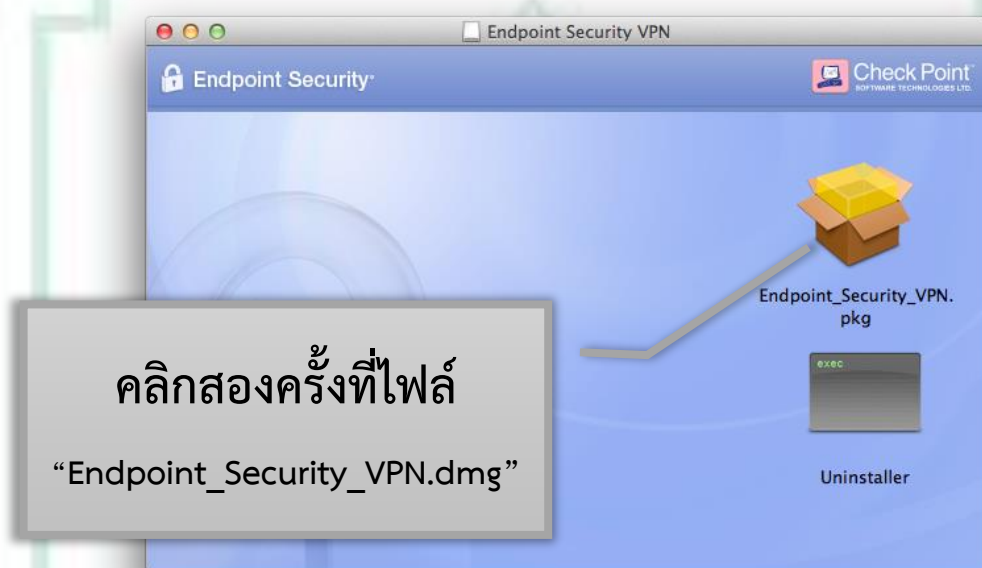 Endpoint Security VPN
Endpoint Security
Check Point™
SOFTWARE TECHNOLOGIES LTD.
Endpoint_Security_VPN.
pkg
คลิกสองครั้งที่ไฟล์
“Endpoint_Security_VPN.dmg”
exec
Uninstaller